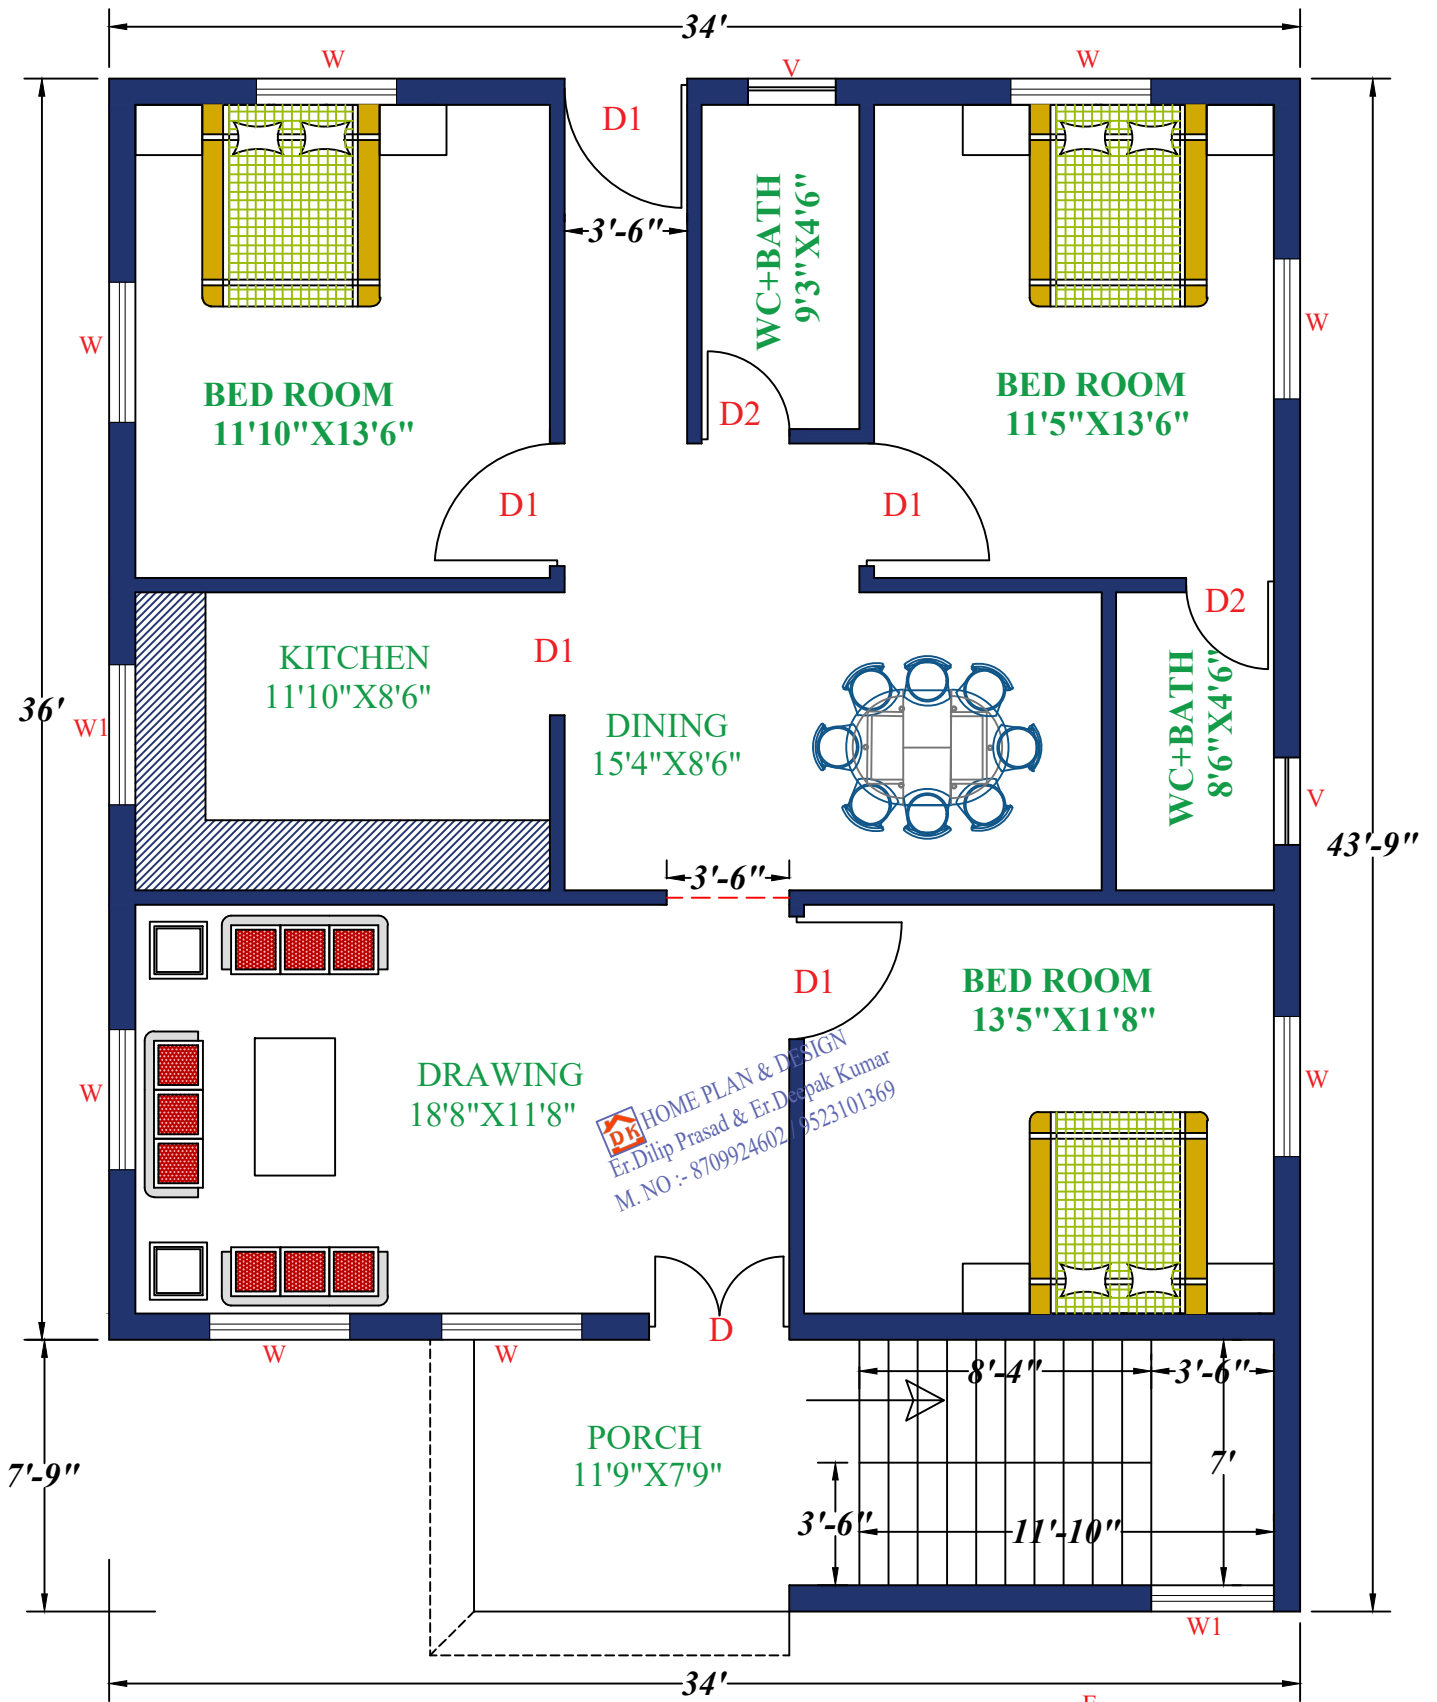 34'
W
V
W
D1
3'-6"
WC+BATH
9'3"X4'6"
W
W
BED ROOM
11'10"X13'6"
D2
BED ROOM
11'5"X13'6"
D1
D1
D2
KITCHEN
11'10"X8'6"
D1
36'
W1
DINING
15'4"X8'6"
WC+BATH
8'6"X4'6"
V
43'-9"
3'-6"
D1
BED ROOM
13'5"X11'8"
W
DRAWING
18'8"X11'8"
W
DK
HOME PLAN & DESIGN
Er.Dilip Prasad & Er.Deepak Kumar
M. NO :- 8709924602 / 9523101369
W
W
D
8'-4"
3'-6"
PORCH
11'9"X7'9"
7'-9"
7'
3'-6"
11'-10"
W1
34'